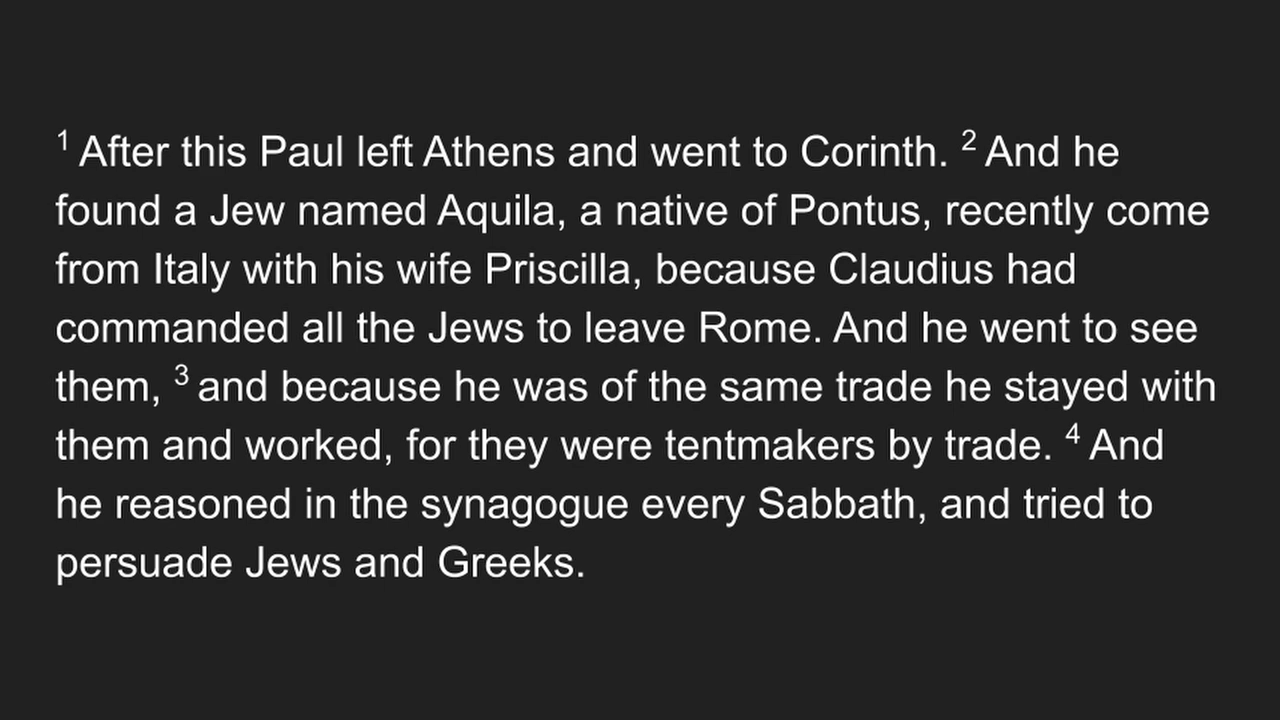 1 After this Paul left Athens and went to Corinth. 2 And he
found a Jew named Aquila, a native of Pontus, recently come
from Italy with his wife Priscilla, because Claudius had
commanded all the Jews to leave Rome. And he went to see
them, 3 and because he was of the same trade he stayed with
them and worked, for they were tentmakers by trade. 4 And
he reasoned in the synagogue every Sabbath, and tried to
persuade Jews and Greeks.